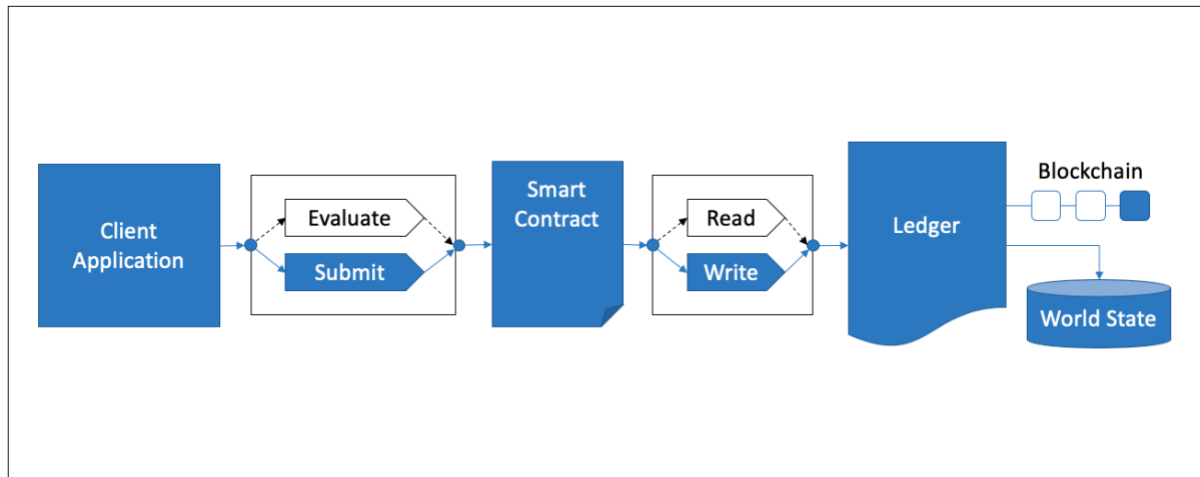 Client
Application
Evaluate
Submit
Smart
Contract
Read
Write
Ledger
Blockchain
World State